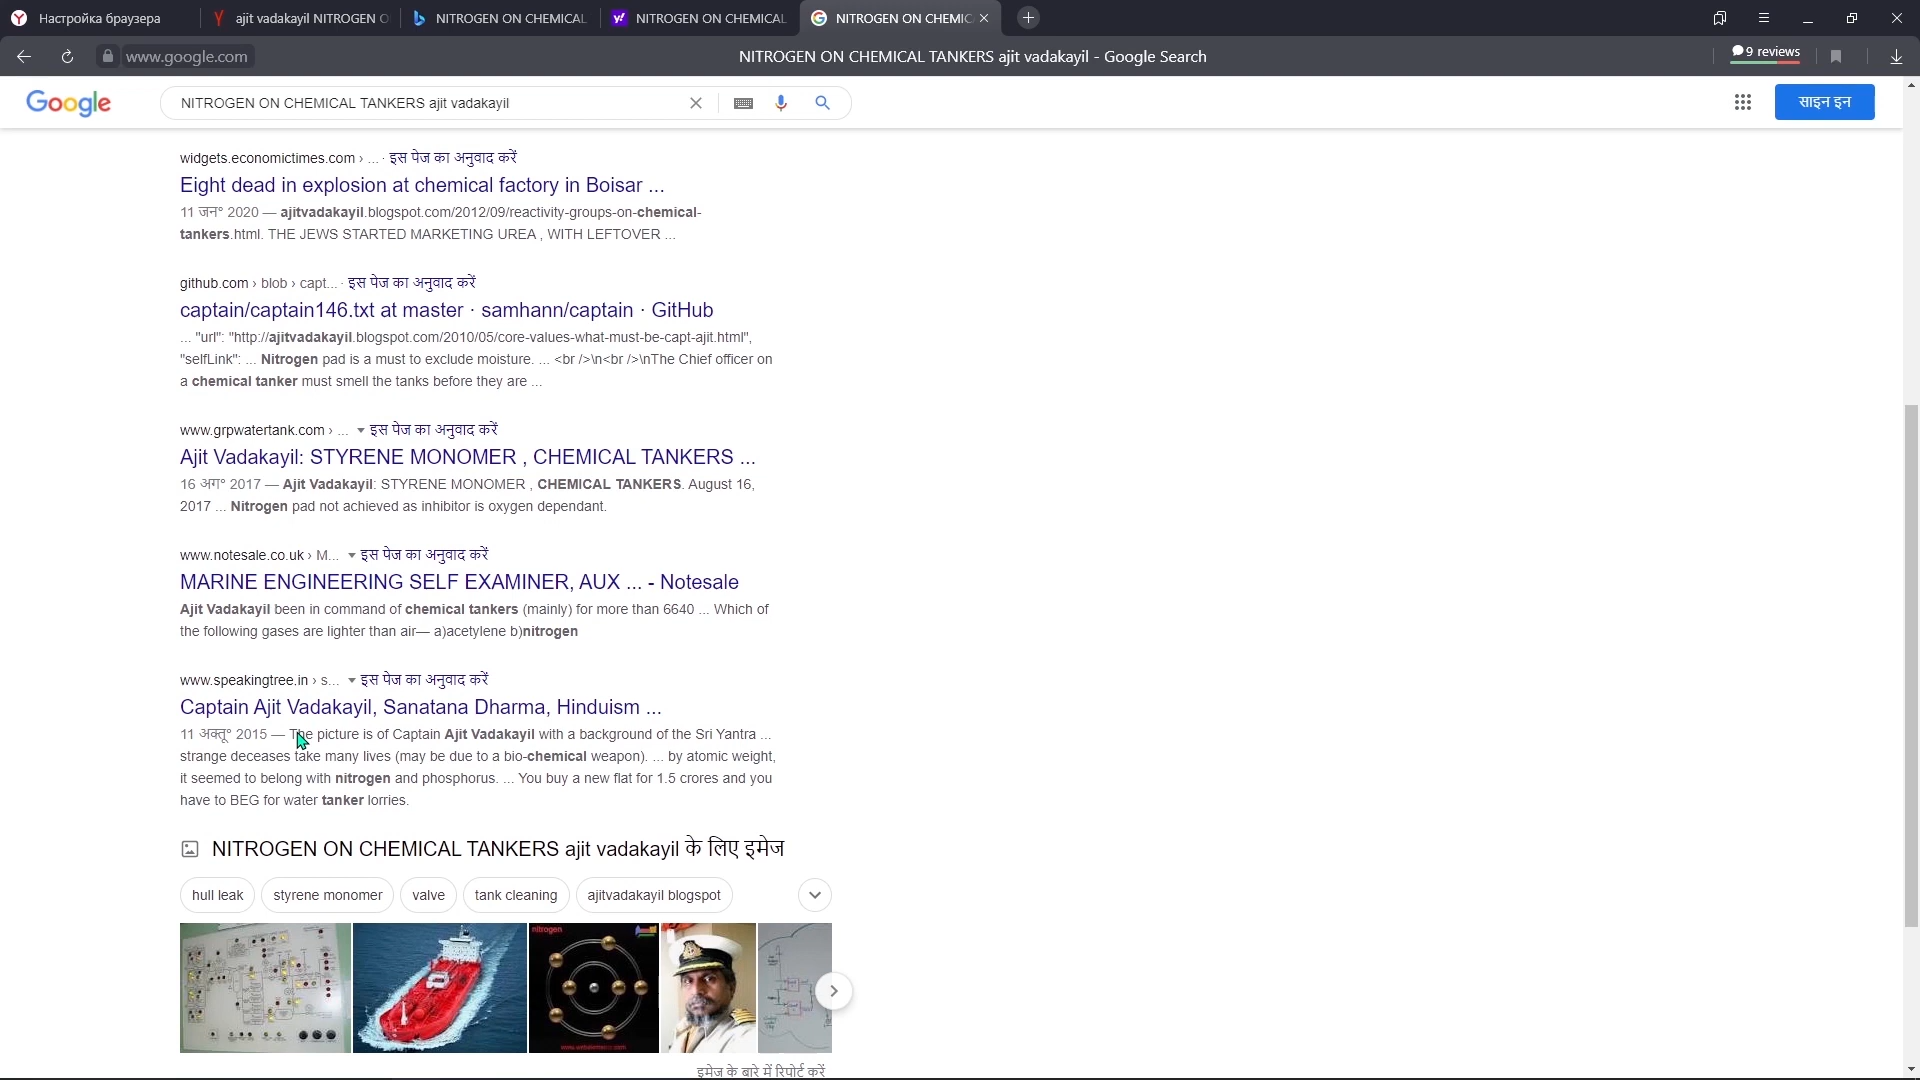 Настройка браузера
ajit vadakayil NITROGEN O
NITROGEN ON CHEMICAL
NITROGEN ON CHEMICAL
NITROGEN ON CHEMIC
www.google.com
NITROGEN ON CHEMICAL TANKERS ajit vadakayil - Google Search
9 reviews
Google
NITROGEN ON CHEMICAL TANKERS ajit vadakayil
साइन इन
widgets.economictimes.com › ... · इस पेज का अनुवाद करें
Eight dead in explosion at chemical factory in Boisar ...
11 जन॰ 2020 — ajitvadakayil.blogspot.com/2012/09/reactivity-groups-on-chemical-
tankers.html. THE JEWS STARTED MARKETING UREA , WITH LEFTOVER ...
github.com › blob › capt... · इस पेज का अनुवाद करें
captain/captain146.txt at master · samhann/captain · GitHub
... "url": "http://ajitvadakayil.blogspot.com/2010/05/core-values-what-must-be-capt-ajit.html",
"selfLink": ... Nitrogen pad is a must to exclude moisture. ... <br />\n<br />\nThe Chief officer on
a chemical tanker must smell the tanks before they are ...
www.grpwatertank.com › ... ▾ इस पेज का अनुवाद करें
Ajit Vadakayil: STYRENE MONOMER , CHEMICAL TANKERS ...
16 अग॰ 2017 — Ajit Vadakayil: STYRENE MONOMER , CHEMICAL TANKERS. August 16,
2017 ... Nitrogen pad not achieved as inhibitor is oxygen dependant.
www.notesale.co.uk › M... ▾ इस पेज का अनुवाद करें
MARINE ENGINEERING SELF EXAMINER, AUX ... - Notesale
Ajit Vadakayil been in command of chemical tankers (mainly) for more than 6640 ... Which of
the following gases are lighter than air— a)acetylene b)nitrogen
www.speakingtree.in › s... ▾ इस पेज का अनुवाद करें
Captain Ajit Vadakayil, Sanatana Dharma, Hinduism ...
11 अक्तू॰ 2015 — The picture is of Captain Ajit Vadakayil with a background of the Sri Yantra ...
strange deceases take many lives (may be due to a bio-chemical weapon). ... by atomic weight,
it seemed to belong with nitrogen and phosphorus. ... You buy a new flat for 1.5 crores and you
have to BEG for water tanker lorries.
NITROGEN ON CHEMICAL TANKERS ajit vadakayil के लिए इमेज
hull leak
styrene monomer
valve
tank cleaning
ajitvadakayil blogspot
nitrogen
इमेज के बारे में रिपोर्ट करें